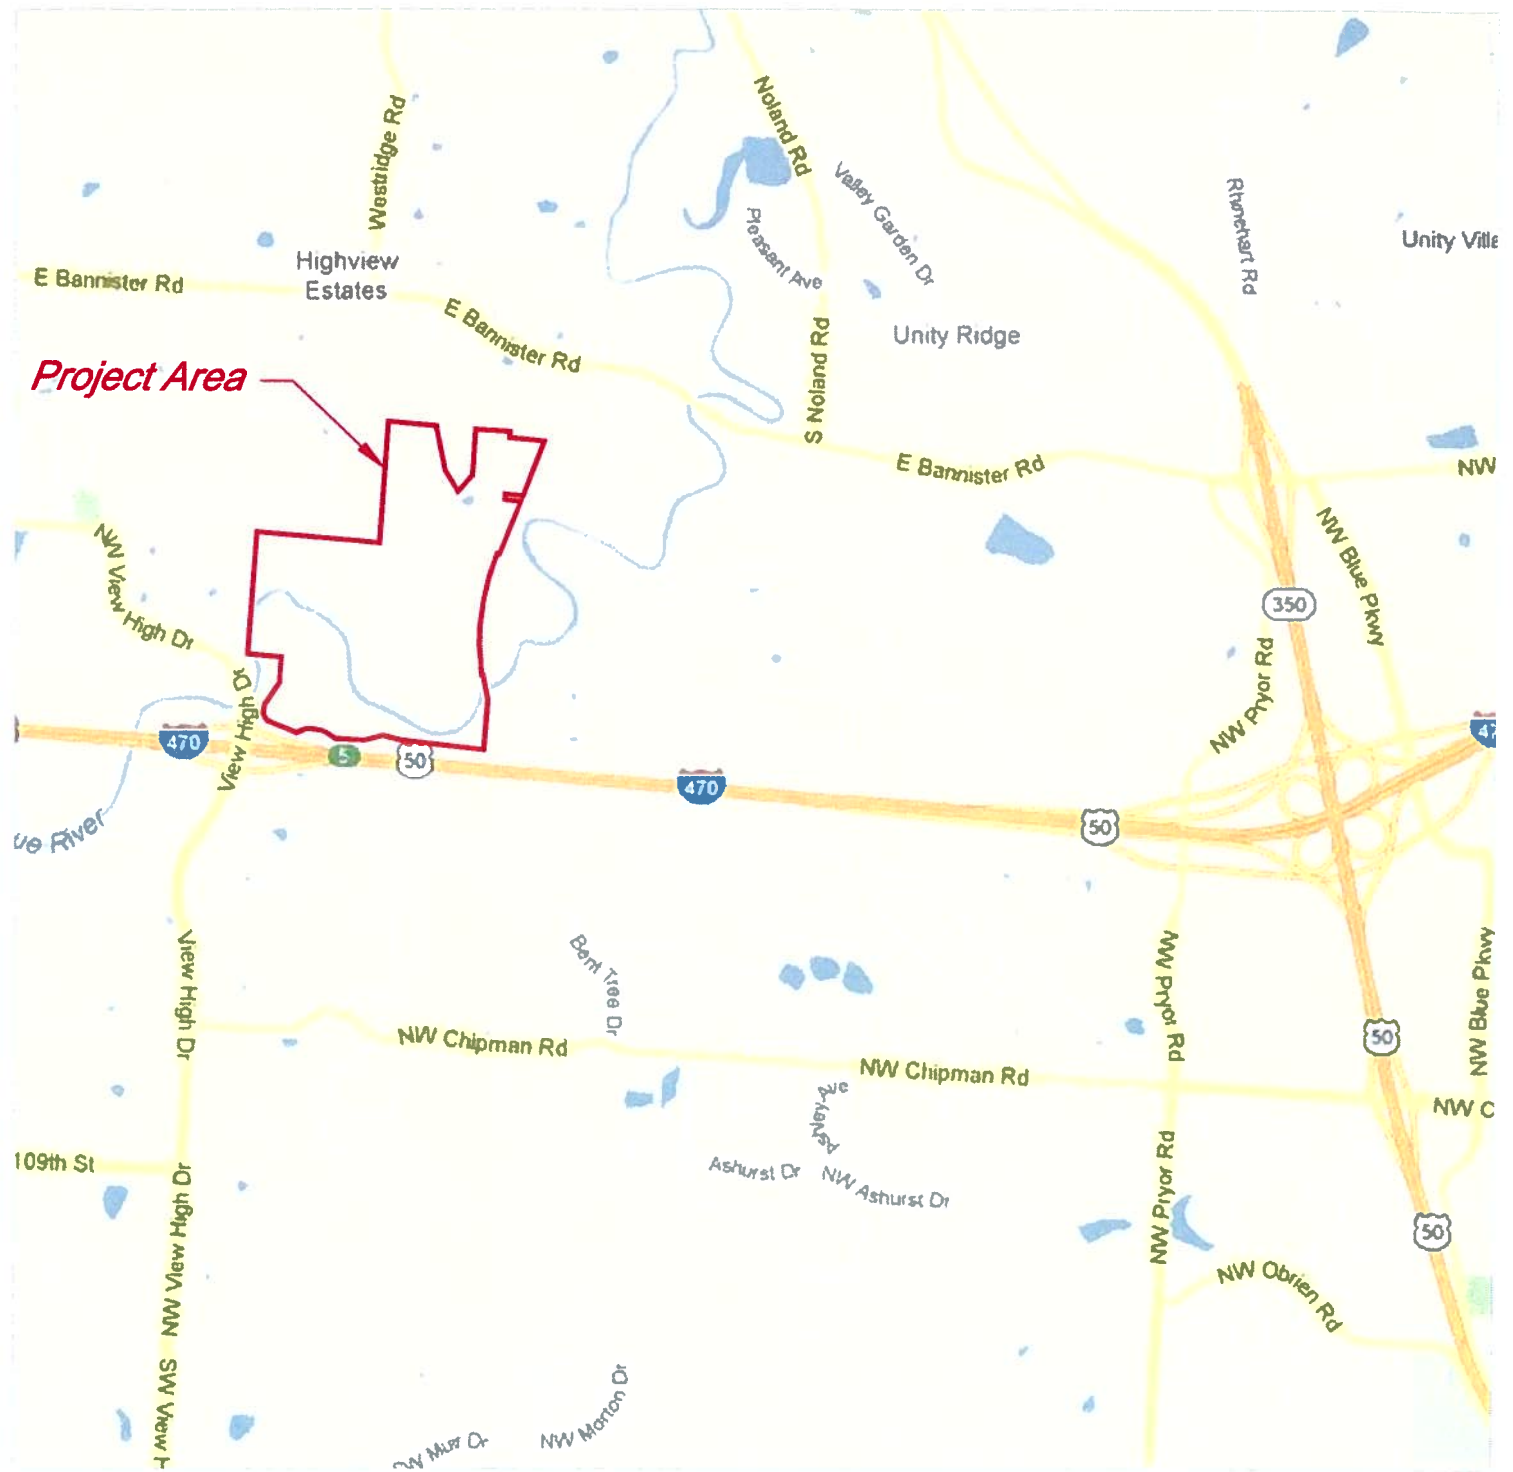 Westridge Rd
Noland Rd
Valley Garden Dr
Pleasant Ave
Rhinehart Rd
Unity Ville
Highview
Estates
E Bannister Rd
E Bannister Rd
S Noland Rd
Unity Ridge
Project Area
E Bannister Rd
NW
NW View High Dr
NW Blue Pkwy
350
NW Pryor Rd
View High Dr
470
5
50
470
50
47
ue River
View High Dr
Bent Tree Dr
NW Pryor Rd
NW Blue Pkwy
NW Chipman Rd
50
NW Chipman Rd
NW C
109th St
Ashurst Dr
NW Ashurst Dr
NW Pryor Rd
NW View High Dr
50
NW Obrien Rd
SW View H
NW Morton Dr